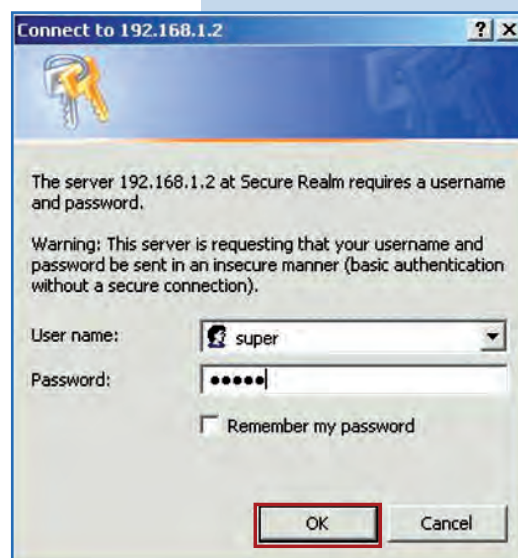 Connect to 192.168.1.2
The server 192.168.1.2 at Secure Realm requires a username
and password.
Warning: This server is requesting that your username and
password be sent in an insecure manner (basic authentication
without a secure connection).
User name:
super
Password:
•••••
Remember my password
OK
Cancel